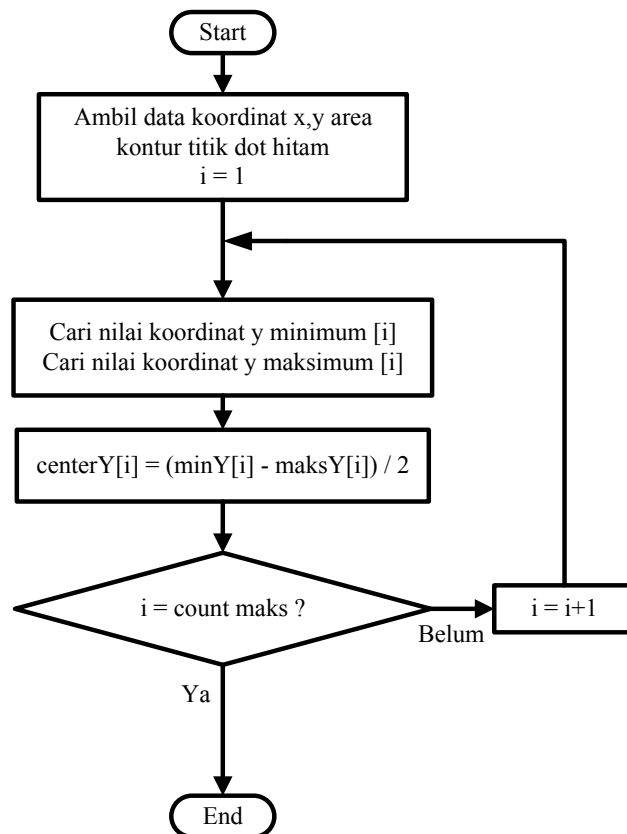 Start
Ambil data koordinat x,y area
kontur titik dot hitam
i = 1
Cari nilai koordinat y minimum [i]
Cari nilai koordinat y maksimum [i]
centerY[i] = (minY[i] - maksY[i]) / 2
i = count maks ?
i = i+1
Belum
Ya
End